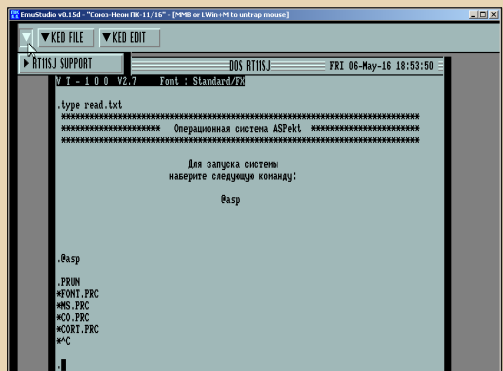 EmuStudio v0.15d - "Союз-Неон ПК-11/16" - [MMB or LWin+M to untrap mouse]
KED FILE KED EDIT
RT11SJ SUPPORT DOS RT11SJ FRI 06-May-16 18:53:50
V T - 1 0 0 V2.7 Font : Standard/FX
.type read.txt
**********************************************************************
******************* Операционная система ASPekt *********************
**********************************************************************
Для запуска системы
наберите следующую команду:
@asp
.@asp
.PRUN
*FONT.PRC
*MS.PRC
*CO.PRC
*CORT.PRC
*^C
.